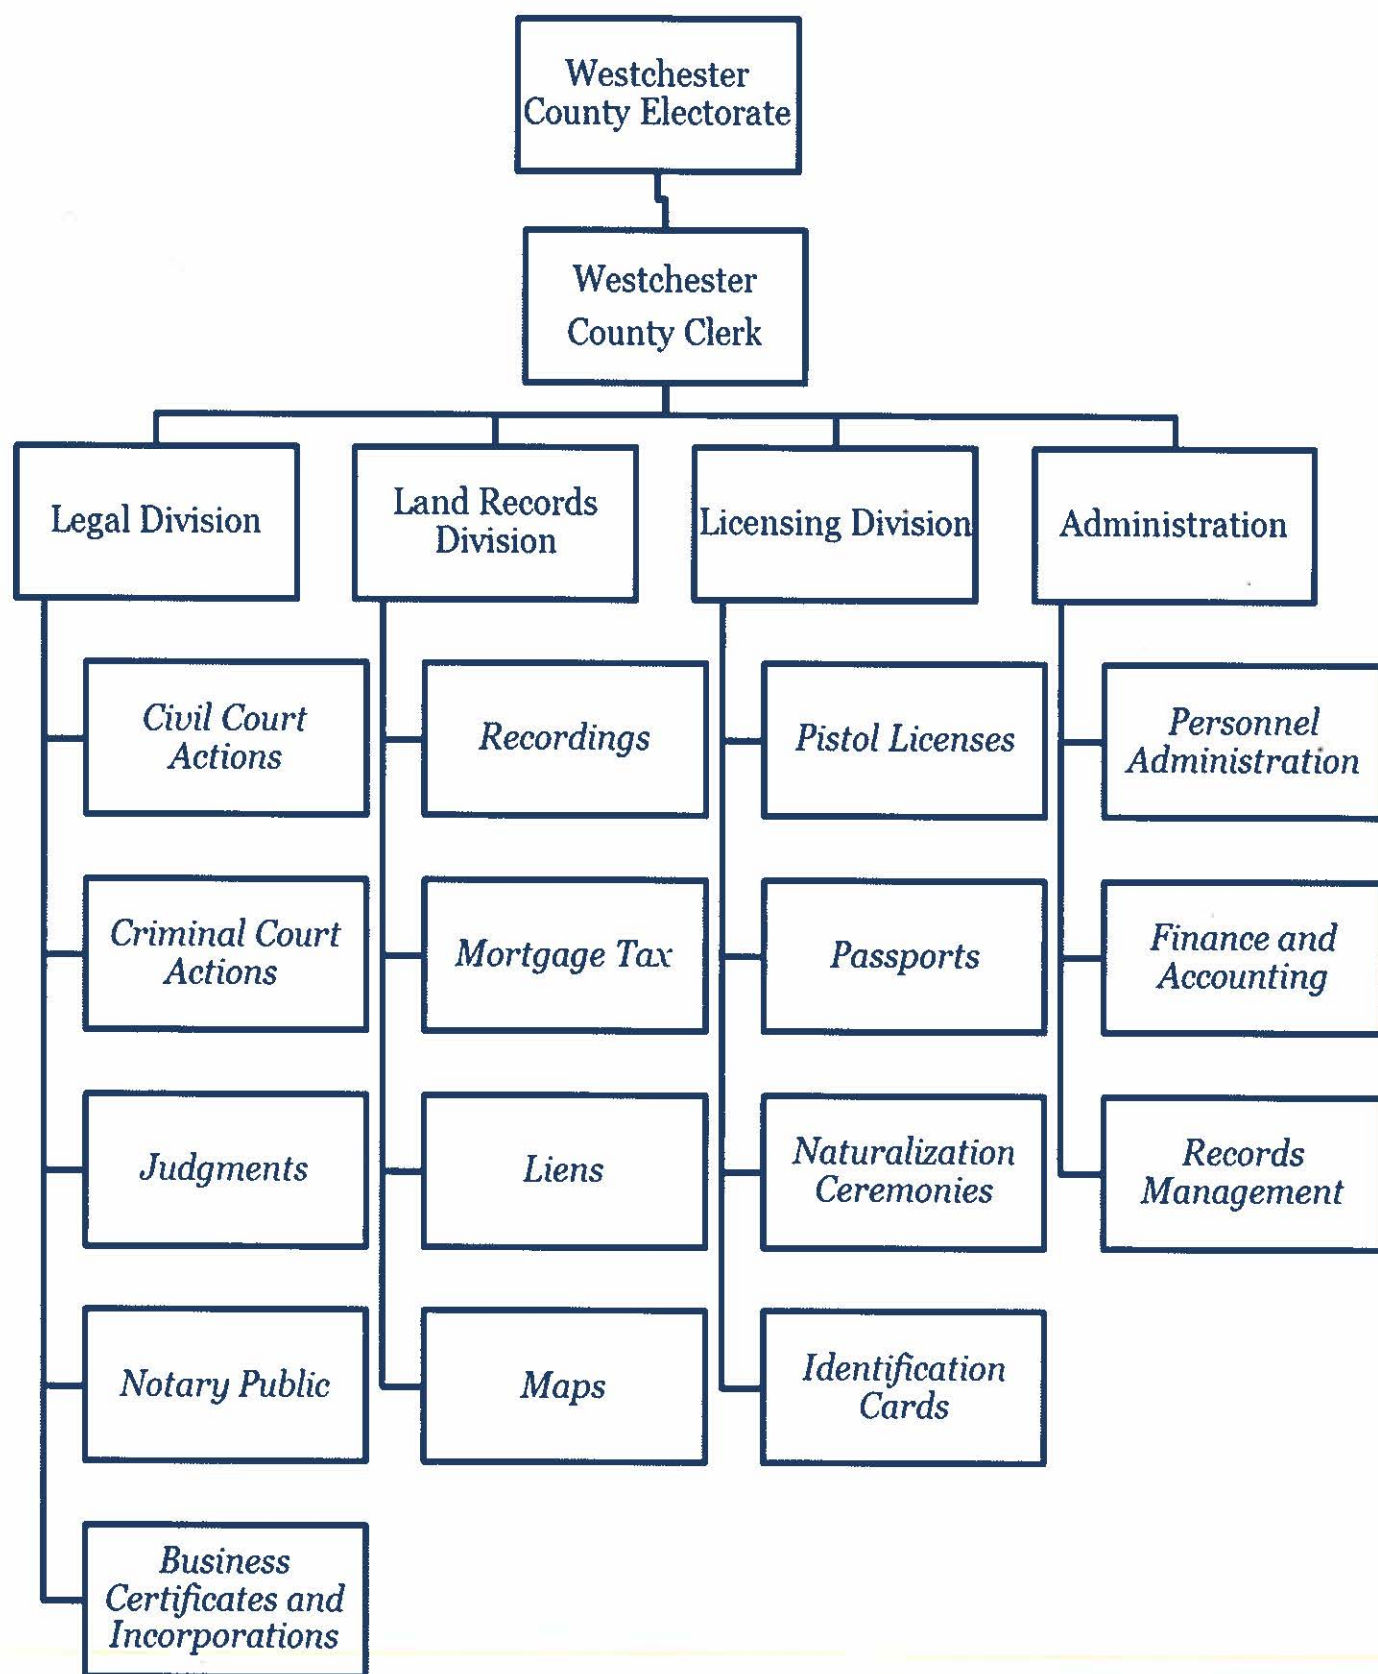 Westchester
County Electorate
Westchester
County Clerk
Legal Division
Land Records
Division
Licensing Division
Administration
Civil Court
Actions
Criminal Court
Actions
Judgments
Notary Public
Business
Certificates and
Incorporations
Recordings
Mortgage Tax
Liens
Maps
Pistol Licenses
Passports
Naturalization
Ceremonies
Identification
Cards
Personnel
Administration
Finance and
Accounting
Records
Management